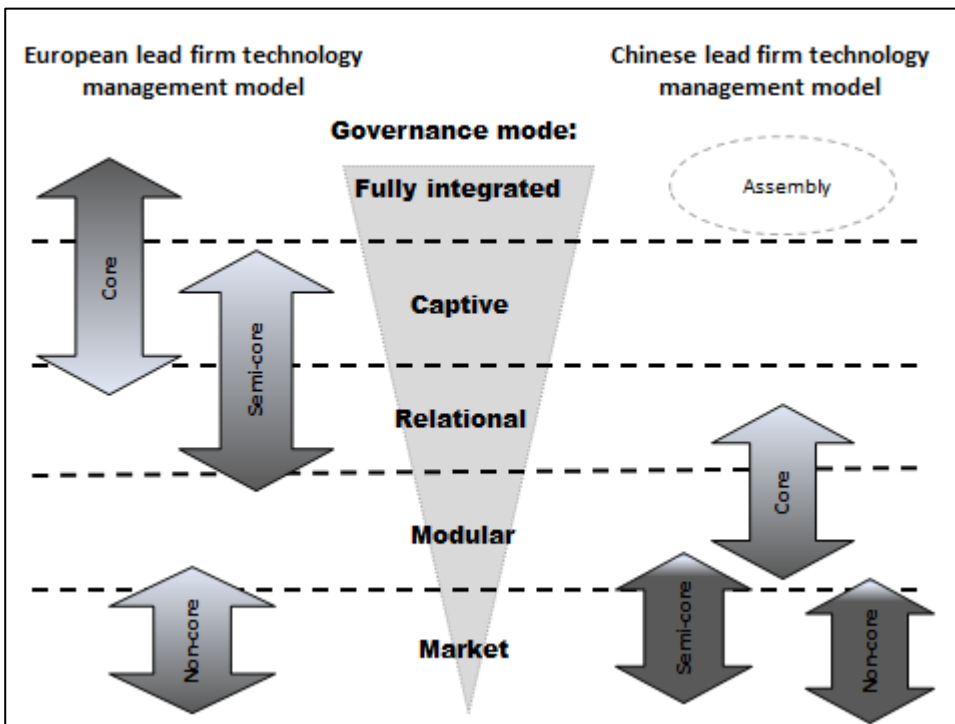 European lead firm technology
management model
Chinese lead firm technology
management model
Governance mode:
Fully integrated
Assembly
Core
Semi-core
Captive
Relational
Core
Modular
Non-core
Semi-core
Non-core
Market